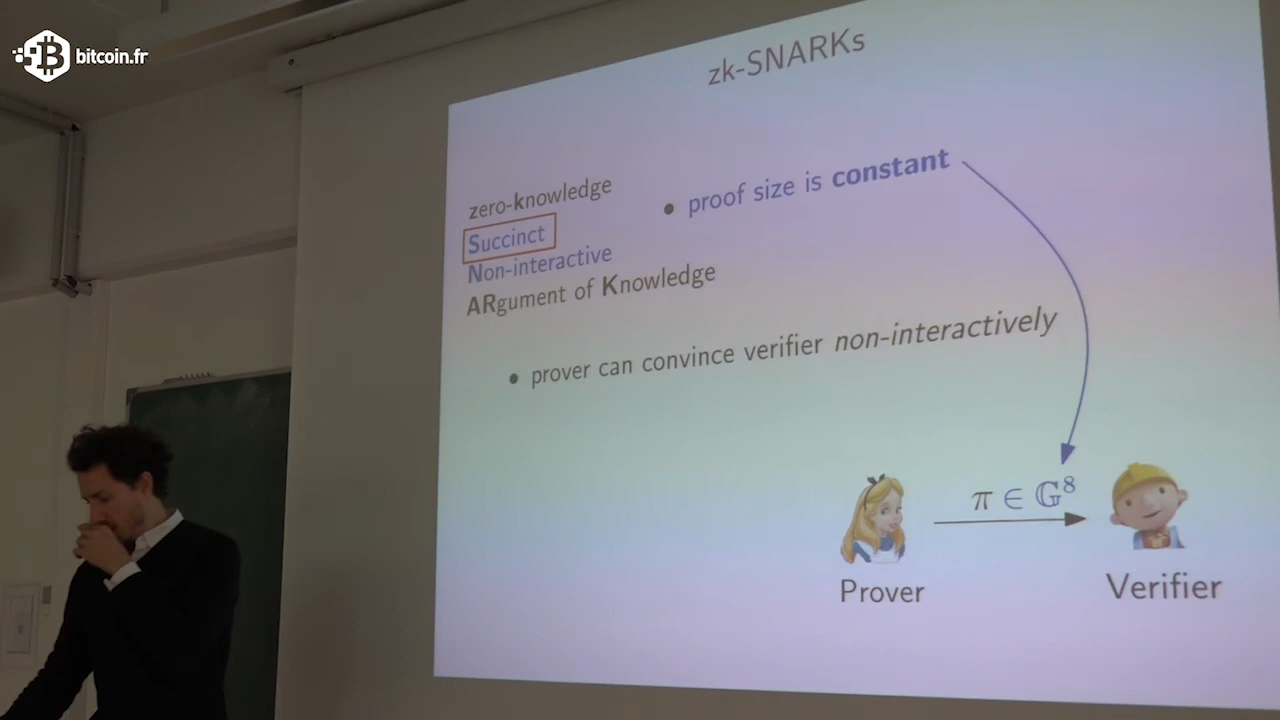 bitcoin.fr
zk-SNARKs
zero-knowledge
Succinct
Non-interactive
ARgument of Knowledge
• proof size is constant
• prover can convince verifier non-interactively
π ∈ 𝔾⁸
Prover
Verifier